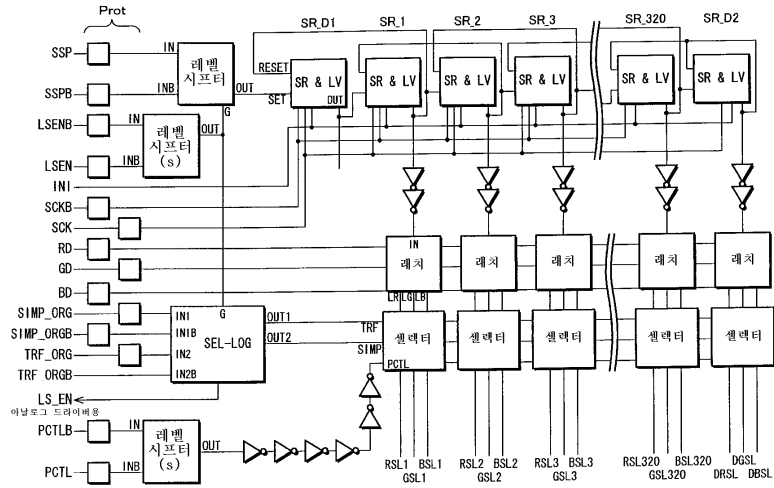 Prot
SR_D1 SR_1 SR_2 SR_3 SR_320 SR_D2
SSP IN 레벨 시프터 RESET SR & LV SR & LV SR & LV SR & LV SR & LV SR & LV
SSPB INB OUT SET OUT
G
LSENB IN 레벨 시프터 (s) OUT
LSEN INB
INI
SCKB
SCK
RD IN
GD 래치 래치 래치 래치 래치
BD LR LG LB
SIMP_ORG IN1 G OUT1 TRF 셀렉터 셀렉터 셀렉터 셀렉터 셀렉터
SIMP_ORGB IN1B SEL-LOG OUT2 SIMP
TRF_ORG IN2 PCTL
TRF ORGB IN2B
LS_EN
아날로그 드라이버용
PCTLB IN 레벨 시프터 (s) OUT
PCTL INB
RSL1 BSL1 RSL2 BSL2 RSL3 BSL3 RSL320 BSL320 DGSL
GSL1 GSL2 GSL3 GSL320 DRSL DBSL